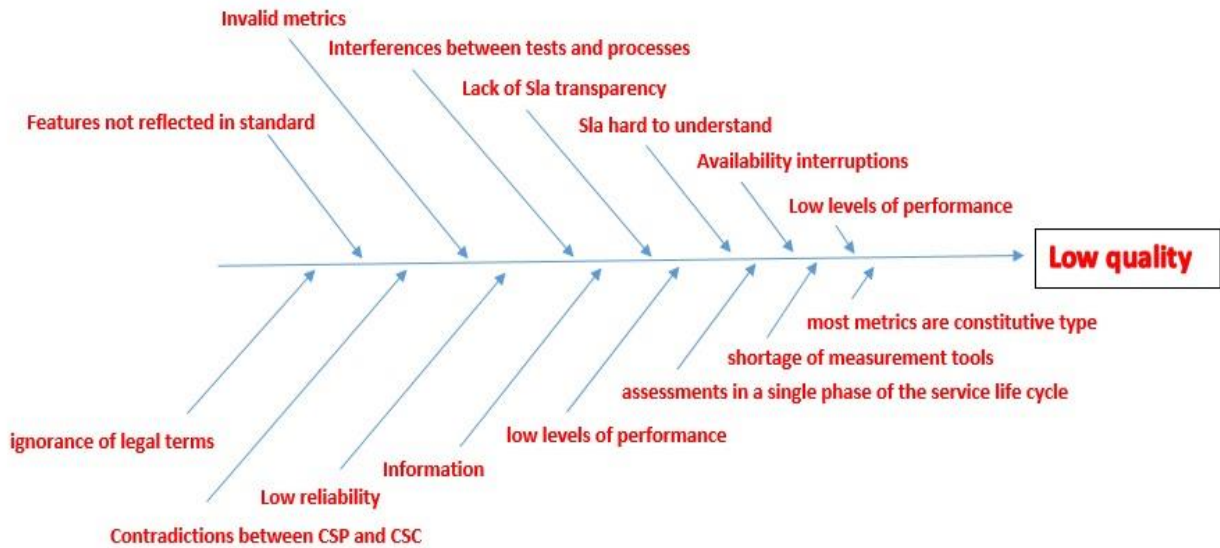 Invalid metrics
Interferences between tests and processes
Lack of Sla transparency
Features not reflected in standard
Sla hard to understand
Availability interruptions
Low levels of performance
Low quality
most metrics are constitutive type
shortage of measurement tools
assessments in a single phase of the service life cycle
low levels of performance
ignorance of legal terms
Information
Low reliability
Contradictions between CSP and CSC